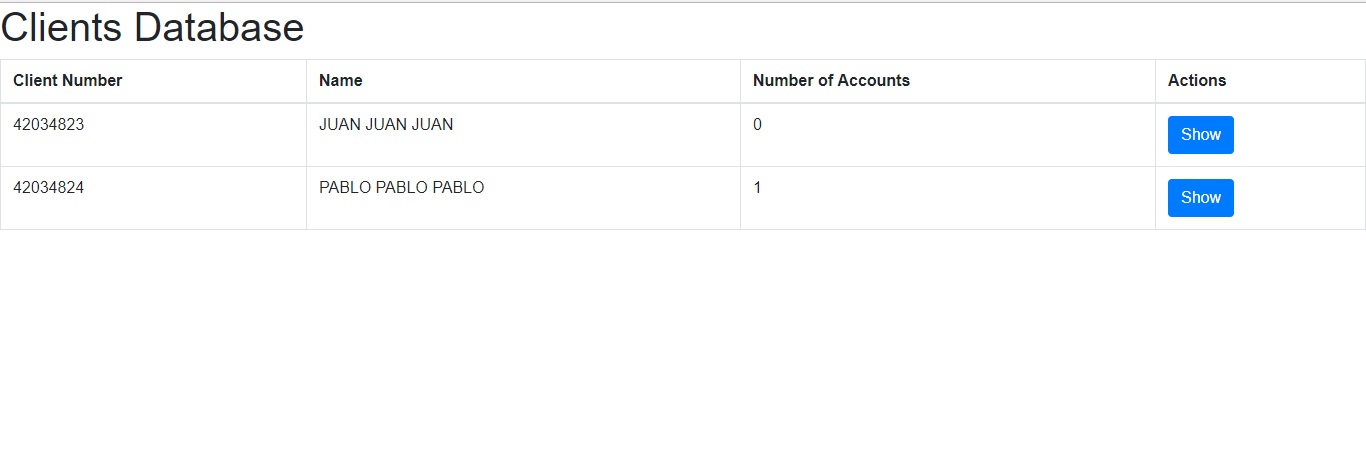 Clients Database
Client Number Name Number of Accounts Actions
42034823 JUAN JUAN JUAN 0 Show
42034824 PABLO PABLO PABLO 1 Show